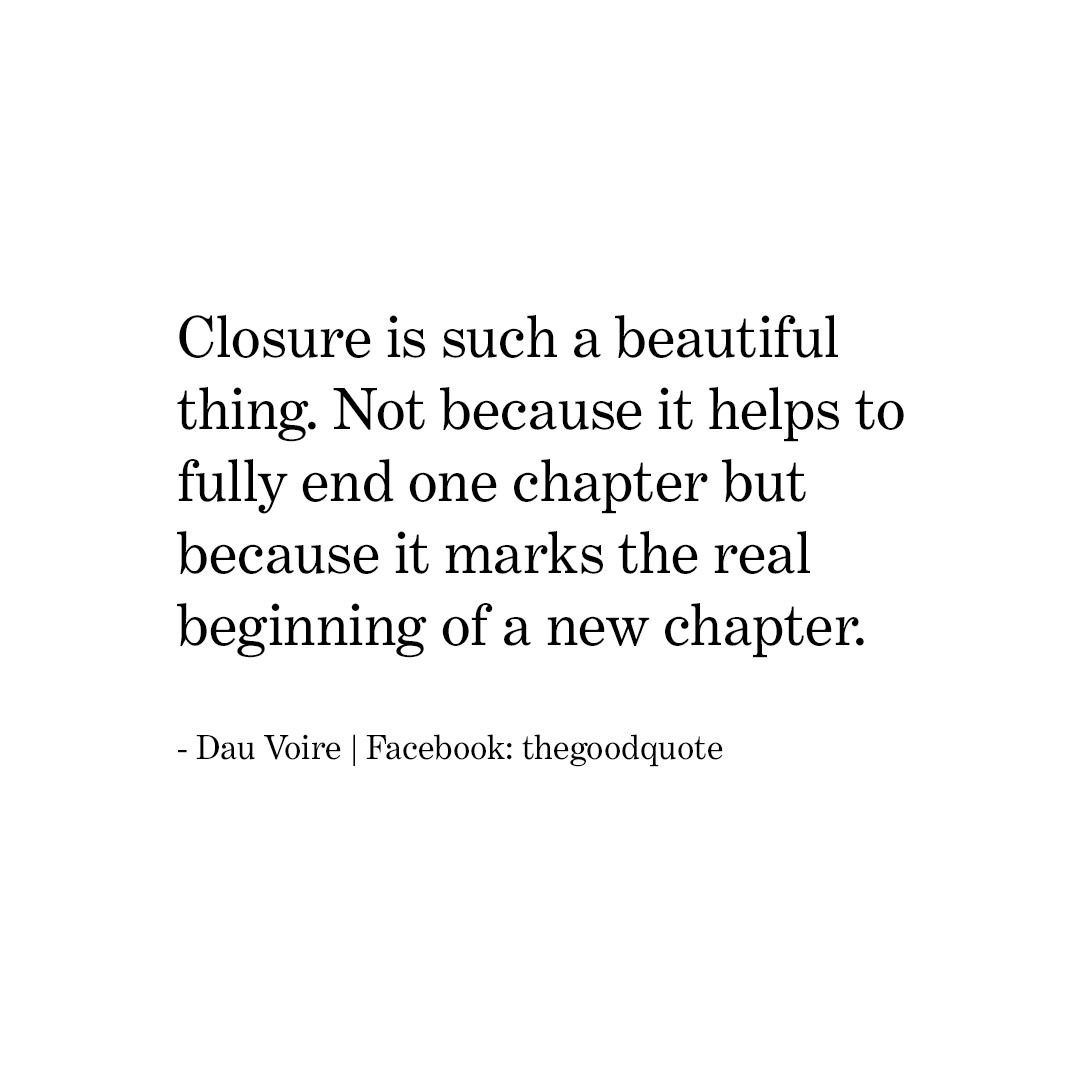 Closure is such a beautiful
thing. Not because it helps to
fully end one chapter but
because it marks the real
beginning of a new chapter.
- Dau Voire | Facebook: thegoodquote